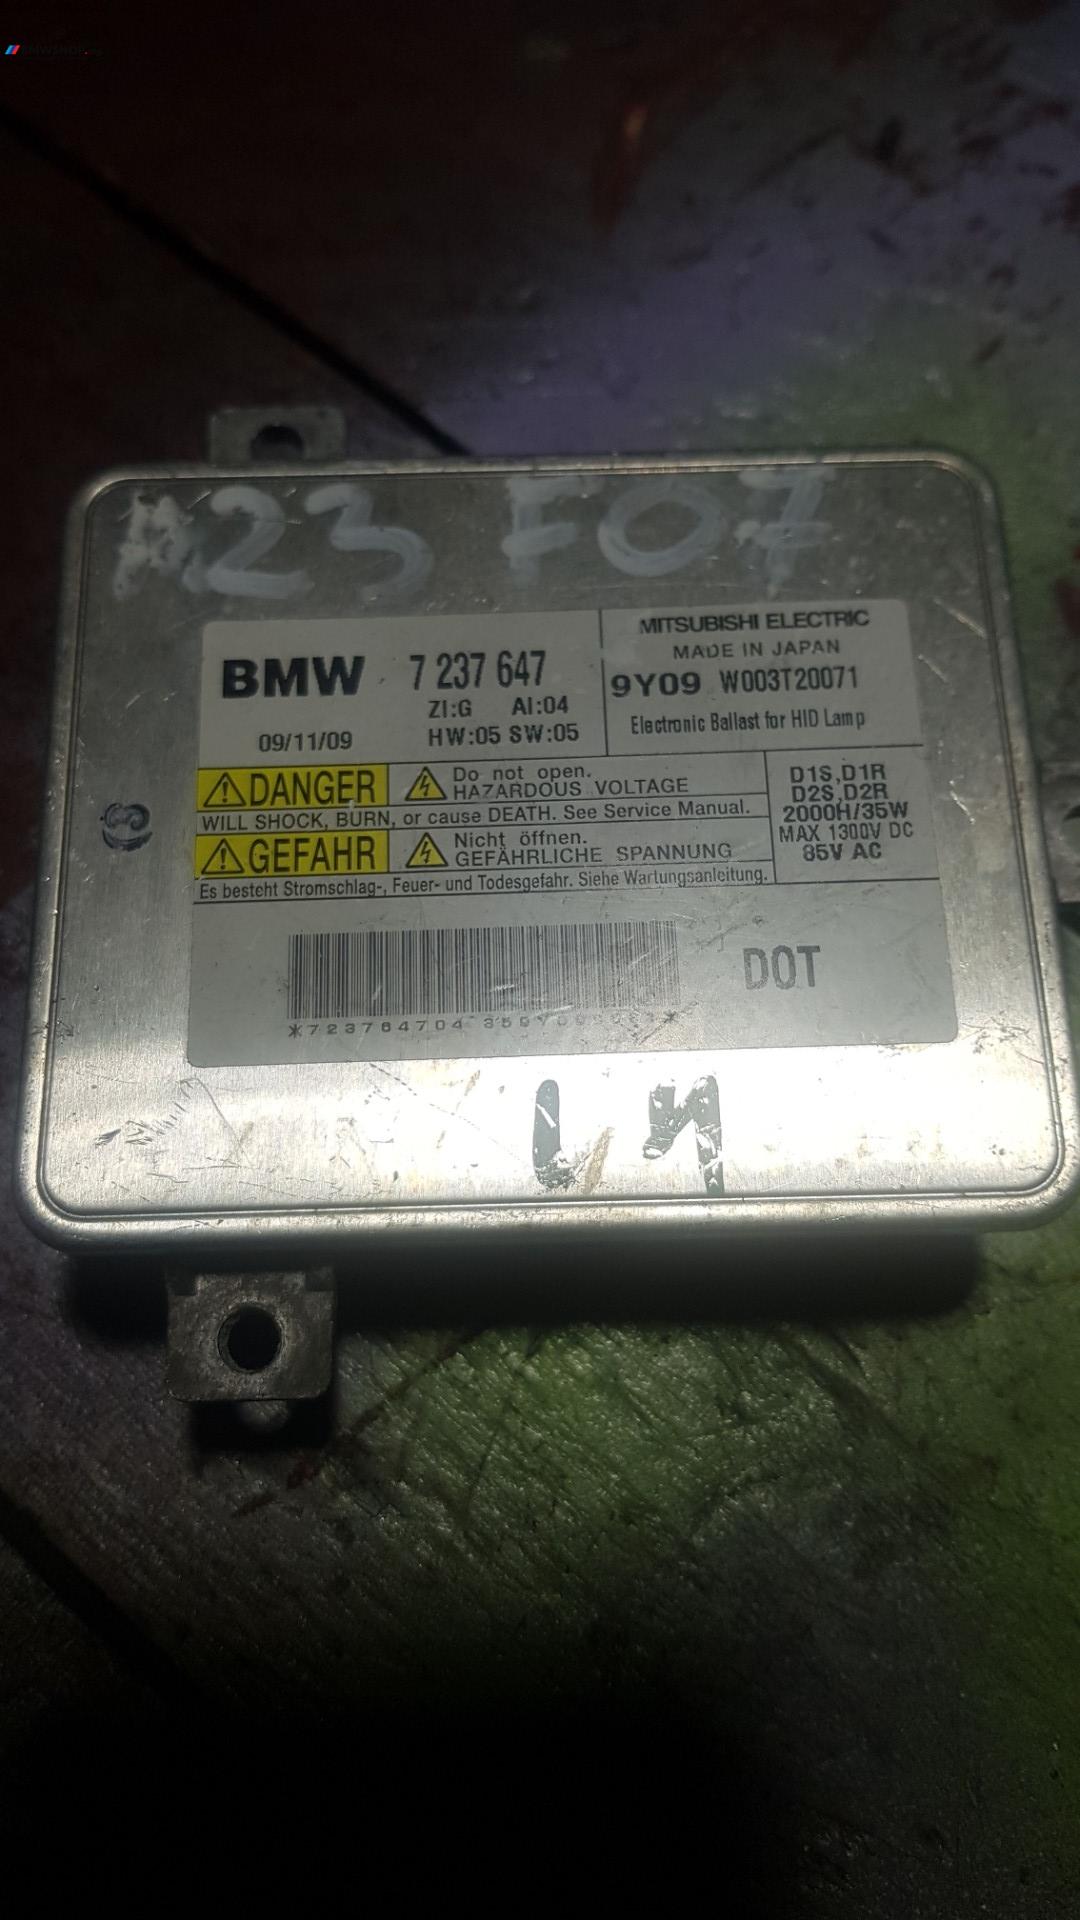 A23 F07
BMW 7 237 647
ZI:G AI:04
09/11/09 HW:05 SW:05
MITSUBISHI ELECTRIC
MADE IN JAPAN
9Y09 W003T20071
Electronic Ballast for HID Lamp
DANGER Do not open.
HAZARDOUS VOLTAGE
WILL SHOCK, BURN, or cause DEATH. See Service Manual.
GEFAHR Nicht öffnen.
GEFÄHRLICHE SPANNUNG
Es besteht Stromschlag-, Feuer- und Todesgefahr. Siehe Wartungsanleitung.
D1S,D1R
D2S,D2R
2000H/35W
MAX 1300V DC
85V AC
DOT